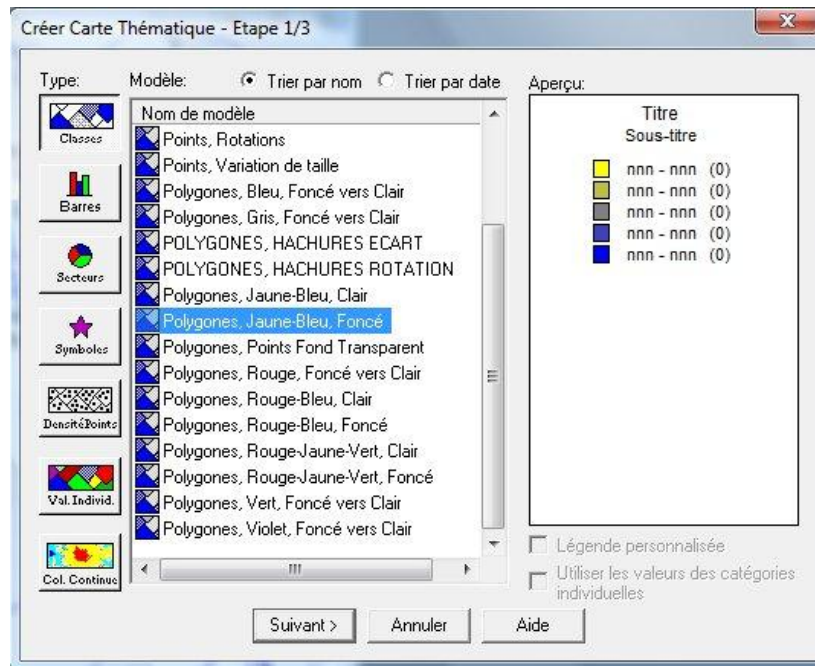 Créer Carte Thématique - Etape 1/3
Type:
Modèle:
Trier par nom
Trier par date
Aperçu:
Classes
Barres
Secteurs
Symboles
DensitéPoints
Val.Individ.
Col. Continue
Nom de modèle
Points, Rotations
Points, Variation de taille
Polygones, Bleu, Foncé vers Clair
Polygones, Gris, Foncé vers Clair
POLYGONES, HACHURES ECART
POLYGONES, HACHURES ROTATION
Polygones, Jaune-Bleu, Clair
Polygones, Jaune-Bleu, Foncé
Polygones, Points Fond Transparent
Polygones, Rouge, Foncé vers Clair
Polygones, Rouge-Bleu, Clair
Polygones, Rouge-Bleu, Foncé
Polygones, Rouge-Jaune-Vert, Clair
Polygones, Rouge-Jaune-Vert, Foncé
Polygones, Vert, Foncé vers Clair
Polygones, Violet, Foncé vers Clair
Titre
Sous-titre
nnn - nnn (0)
nnn - nnn (0)
nnn - nnn (0)
nnn - nnn (0)
nnn - nnn (0)
Légende personnalisée
Utiliser les valeurs des catégories
individuelles
Suivant >
Annuler
Aide